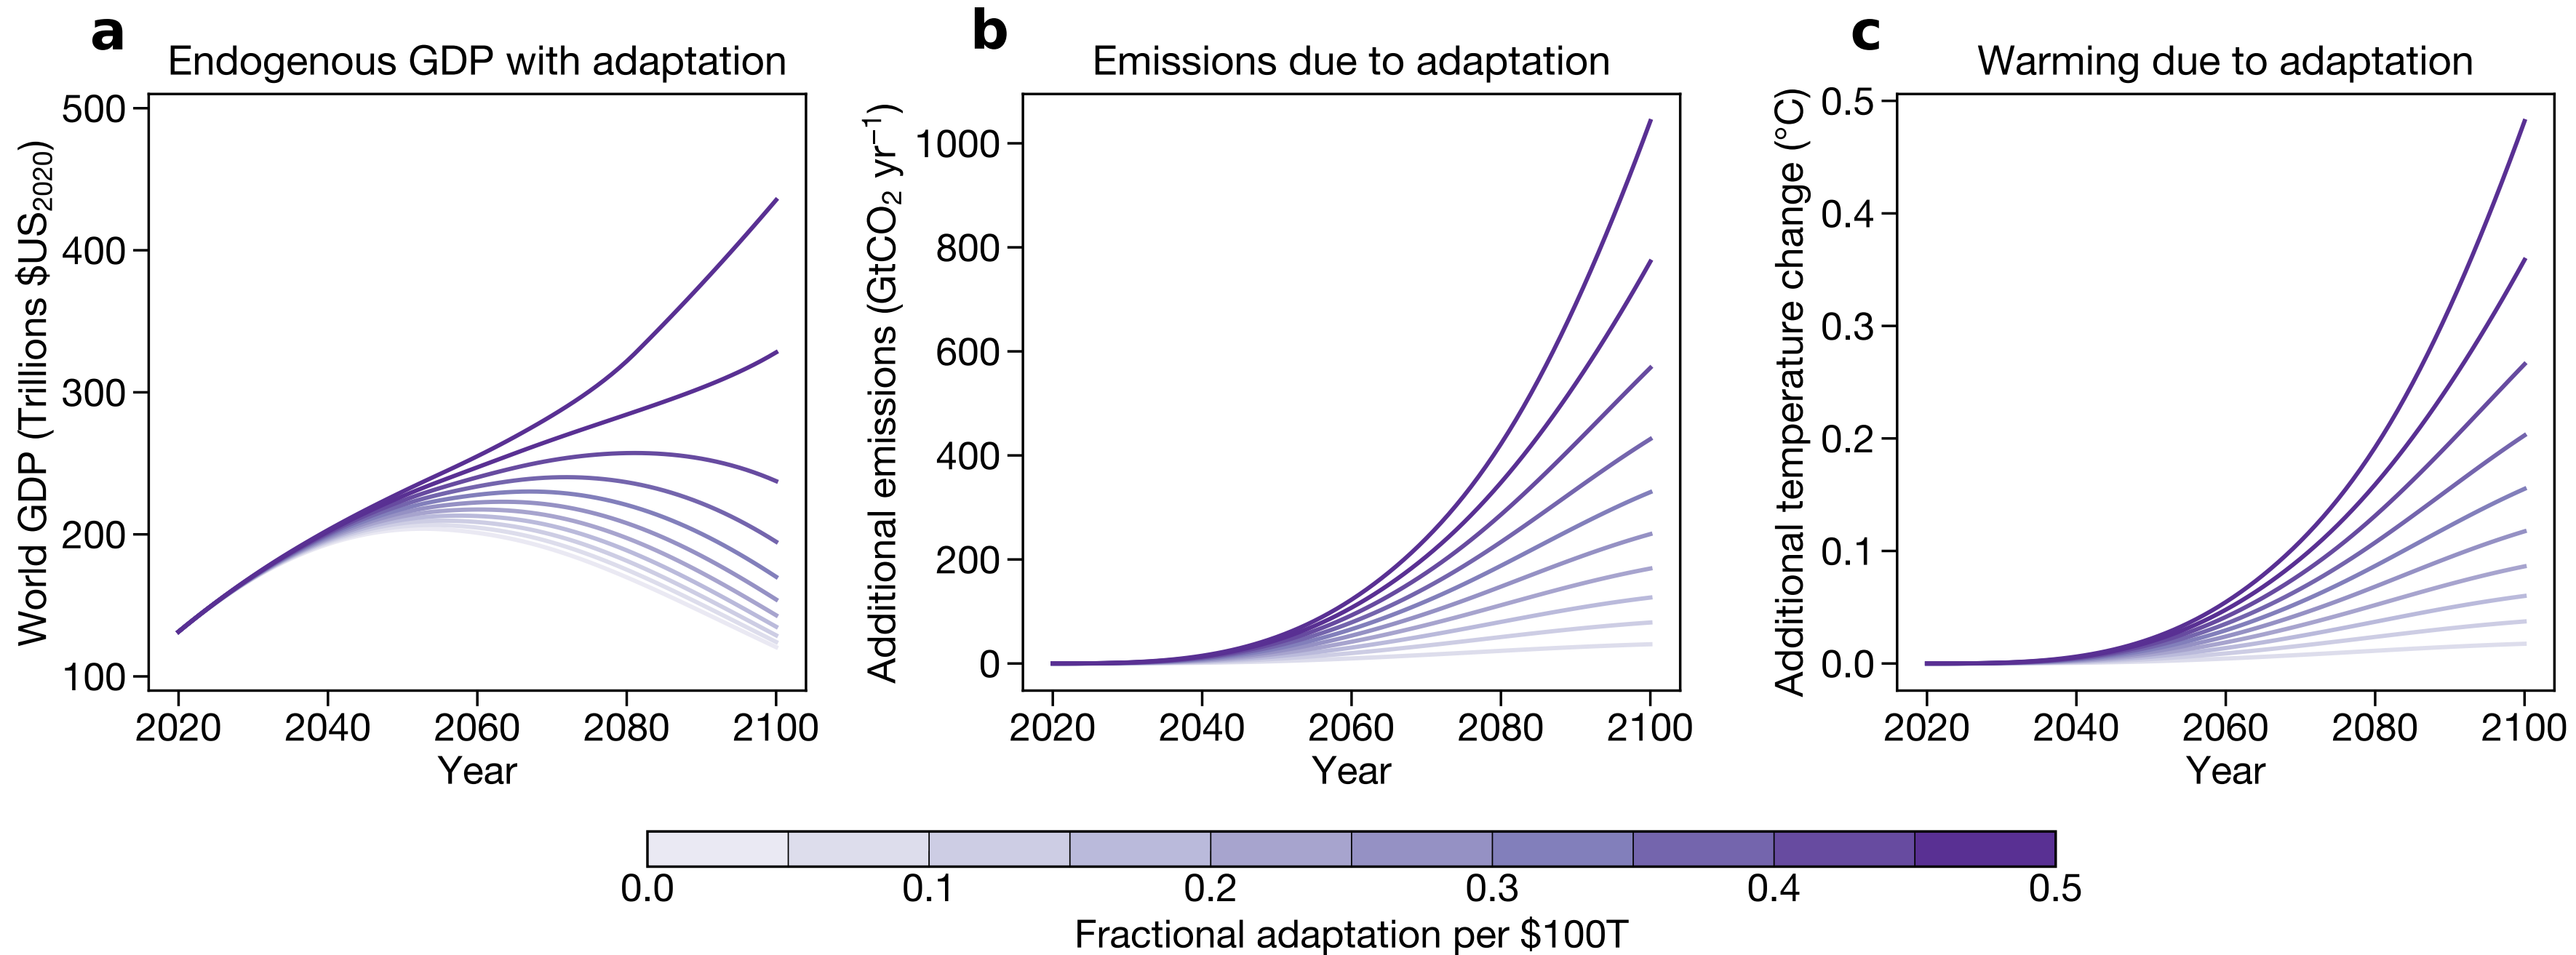 a
Endogenous GDP with adaptation
World GDP (Trillions $US₂₀₂₀)
500
400
300
200
100
2020 2040 2060 2080 2100
Year
b
Emissions due to adaptation
Additional emissions (GtCO₂ yr⁻¹)
1000
800
600
400
200
0
2020 2040 2060 2080 2100
Year
c
Warming due to adaptation
Additional temperature change (°C)
0.5
0.4
0.3
0.2
0.1
0.0
2020 2040 2060 2080 2100
Year
0.0 0.1 0.2 0.3 0.4 0.5
Fractional adaptation per $100T